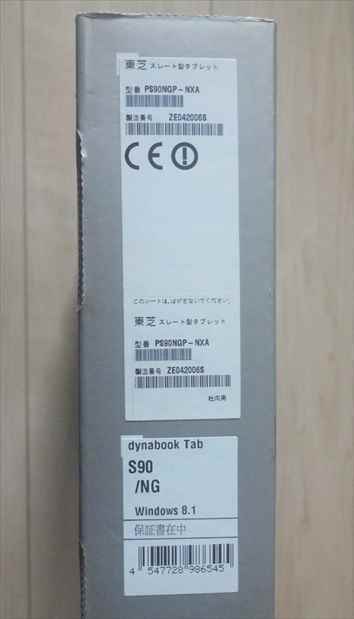 東芝 スレート型タブレット
型番 PS90NGP-NXA
製造番号 ZE042006S
CE
このシートは、はがさないでください。
東芝 スレート型タブレット
型番 PS90NGP-NXA
製造番号 ZE042006S
社内用
dynabook Tab
S90
/NG
Windows 8.1
保証書在中
4 547728 986545